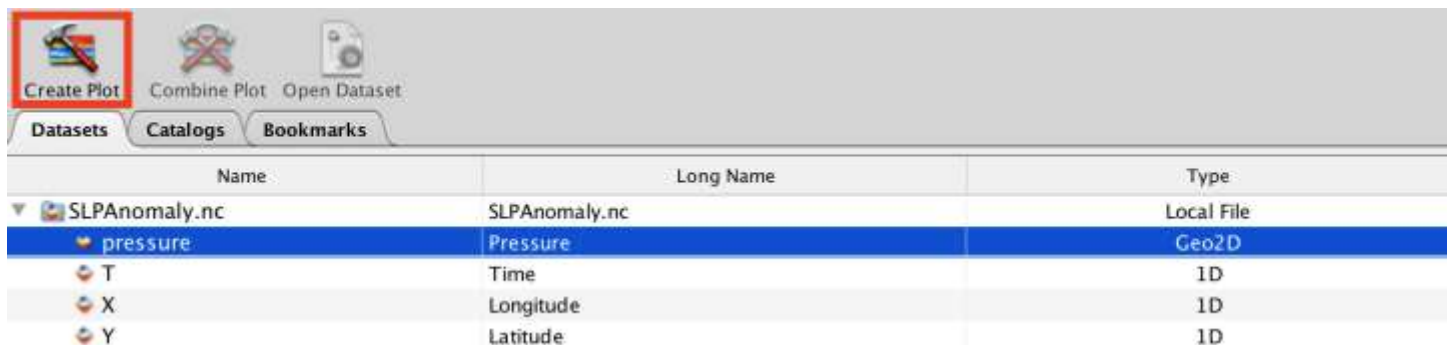 Create Plot Combine Plot Open Dataset
Datasets Catalogs Bookmarks
Name Long Name Type
SLPAnomaly.nc SLPAnomaly.nc Local File
pressure Pressure Geo2D
T Time 1D
X Longitude 1D
Y Latitude 1D